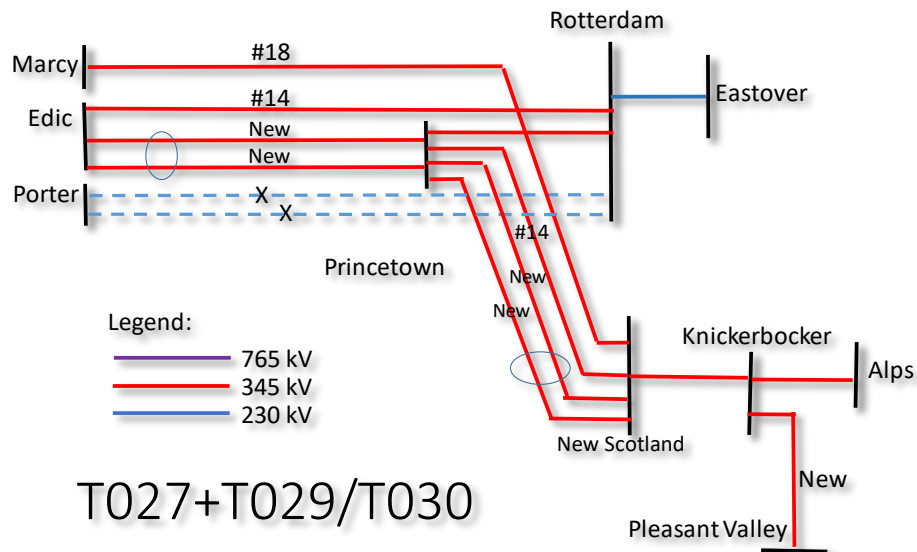 Rotterdam
Marcy
#18
Eastover
Edic
#14
New
New
Porter
X
X
#14
Princetown
New
New
Legend:
765 kV
345 kV
230 kV
Knickerbocker
Alps
New Scotland
New
T027+T029/T030
Pleasant Valley